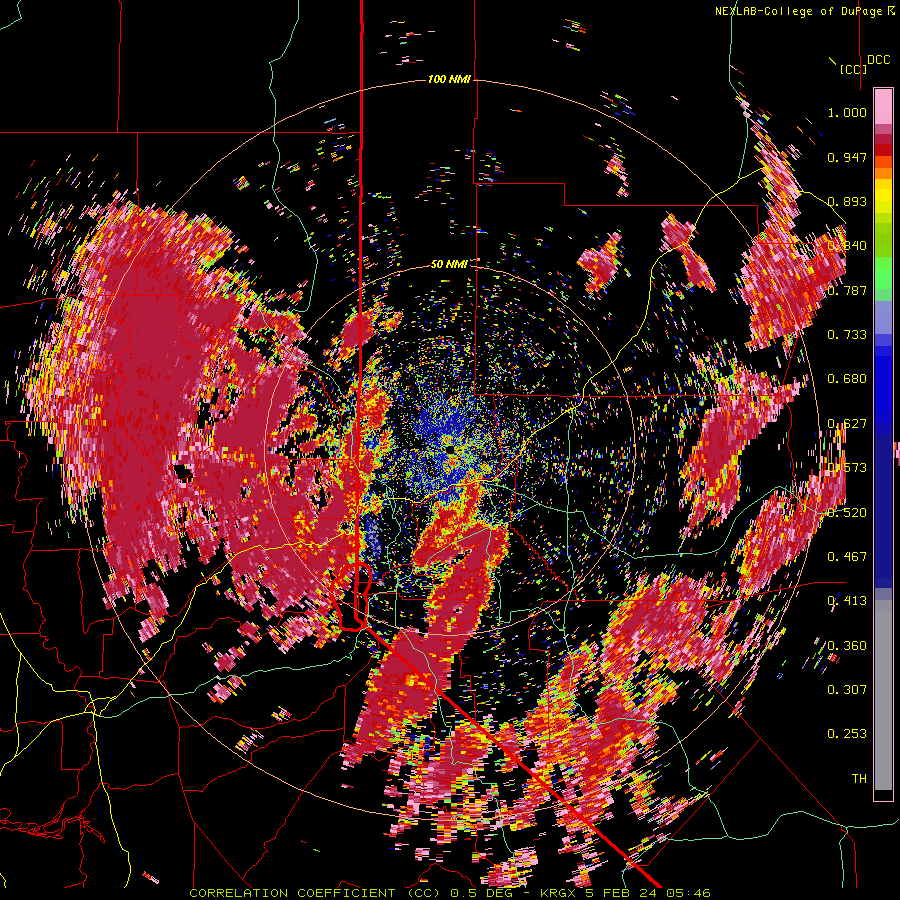 NEXLAB-College of DuPage
DCC
[CC]
1.000
0.947
0.893
0.840
0.787
0.733
0.680
0.627
0.573
0.520
0.467
0.413
0.360
0.307
0.253
TH
100 NMI
50 NMI
CORRELATION COEFFICIENT (CC) 0.5 DEG - KRGX 5 FEB 24 05:46